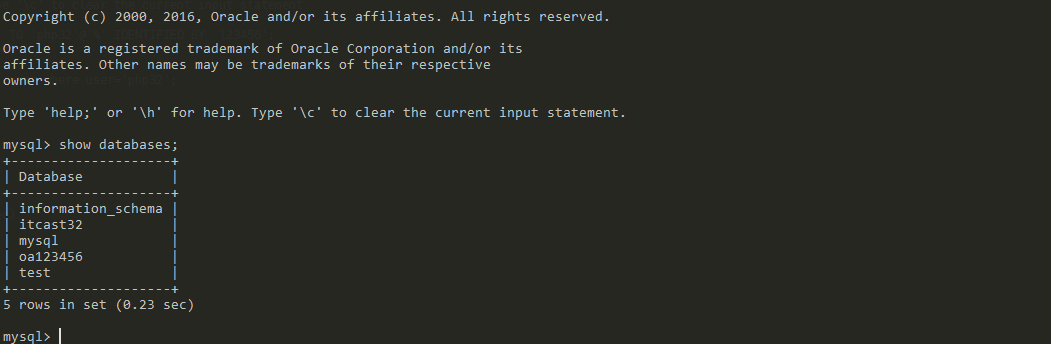 Copyright (c) 2000, 2016, Oracle and/or its affiliates. All rights reserved.
Oracle is a registered trademark of Oracle Corporation and/or its
affiliates. Other names may be trademarks of their respective
owners.
Type 'help;' or '\h' for help. Type '\c' to clear the current input statement.
mysql> show databases;
+--------------------+
| Database           |
+--------------------+
| information_schema |
| itcast32           |
| mysql              |
| oa123456           |
| test               |
+--------------------+
5 rows in set (0.23 sec)
mysql>